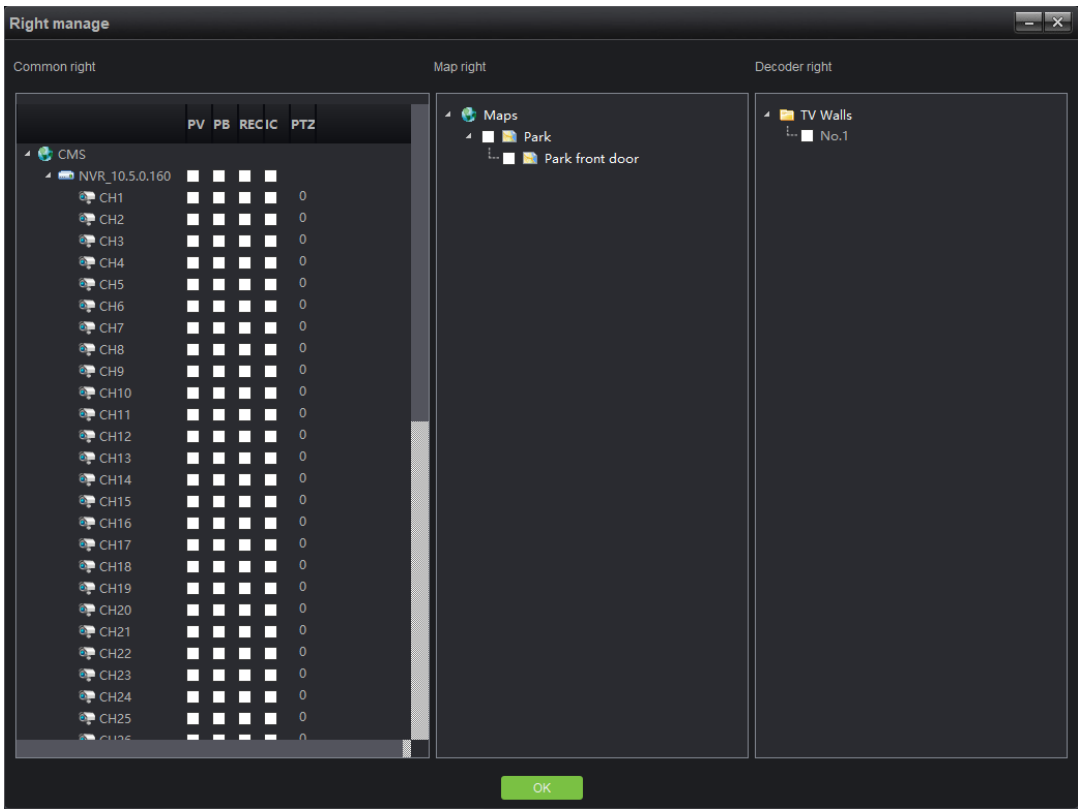 Right manage
Common right
Map right
Decoder right
PV PB REC IC PTZ
CMS
NVR_10.5.0.160
CH1 0
CH2 0
CH3 0
CH4 0
CH5 0
CH6 0
CH7 0
CH8 0
CH9 0
CH10 0
CH11 0
CH12 0
CH13 0
CH14 0
CH15 0
CH16 0
CH17 0
CH18 0
CH19 0
CH20 0
CH21 0
CH22 0
CH23 0
CH24 0
CH25 0
CH26 0
Maps
Park
Park front door
TV Walls
No.1
OK